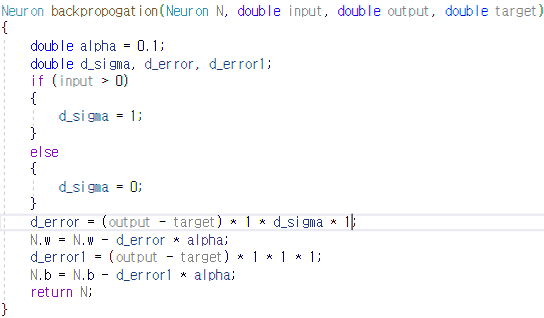 Neuron backpropogation(Neuron N, double input, double output, double target)
{
double alpha = 0.1;
double d_sigma, d_error, d_error1;
if (input > 0)
{
d_sigma = 1;
}
else
{
d_sigma = 0;
}
d_error = (output - target) * 1 * d_sigma * 1;
N.w = N.w - d_error * alpha;
d_error1 = (output - target) * 1 * 1 * 1;
N.b = N.b - d_error1 * alpha;
return N;
}